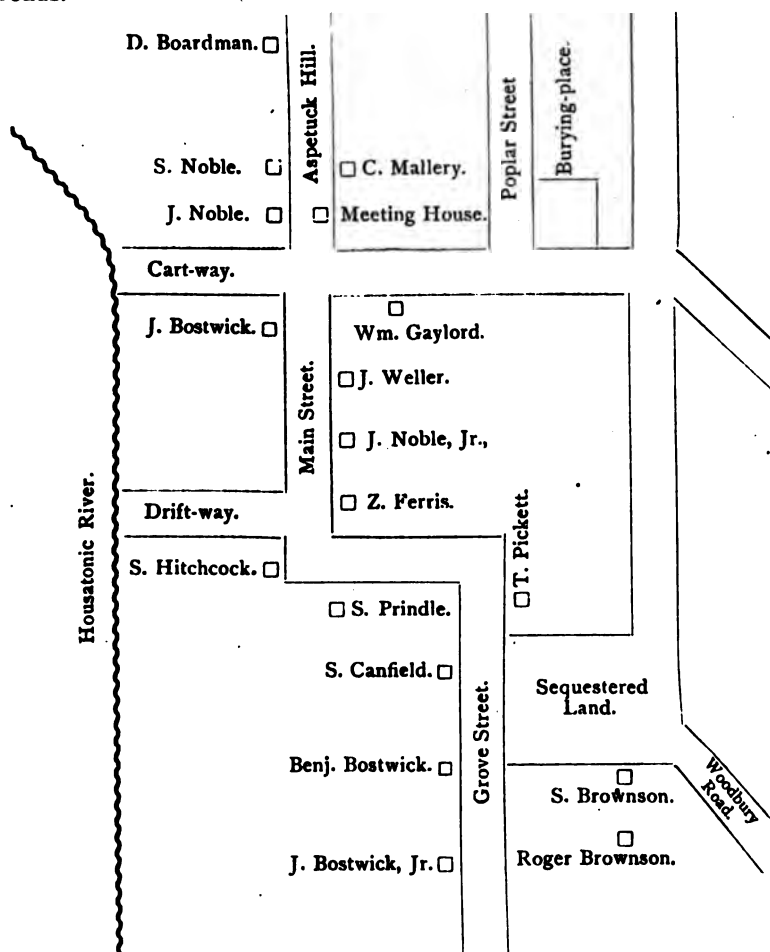 D. Boardman.
Aspetuck Hill.
Poplar Street
Burying-place.
S. Noble.
C. Mallery.
J. Noble.
Meeting House.
Cart-way.
J. Bostwick.
Wm. Gaylord.
Main Street.
J. Weller.
J. Noble, Jr.,
Z. Ferris.
Housatonic River.
Drift-way.
T. Pickett.
S. Hitchcock.
S. Prindle.
S. Canfield.
Grove Street.
Sequestered
Land.
Benj. Bostwick.
S. Brownson.
Woodbury
Road.
J. Bostwick, Jr.
Roger Brownson.